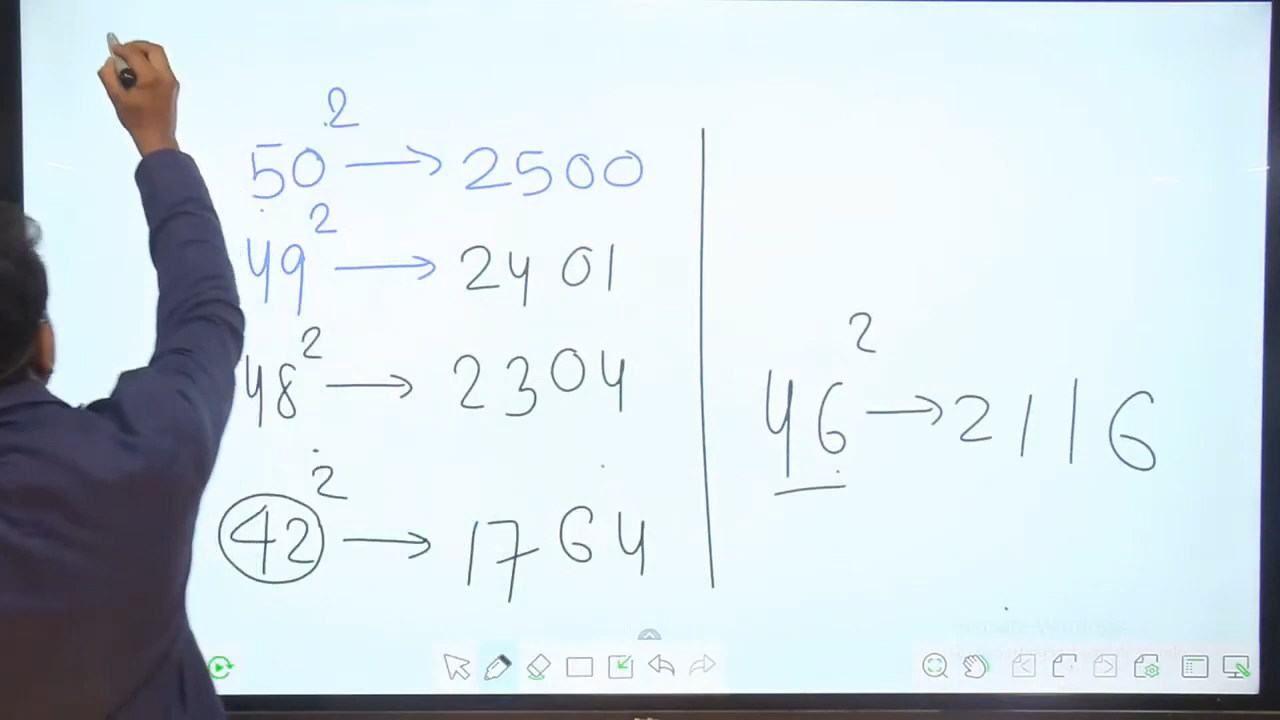 50² → 2500
49² → 2401
48² → 2304
42² → 1764
46² → 2116